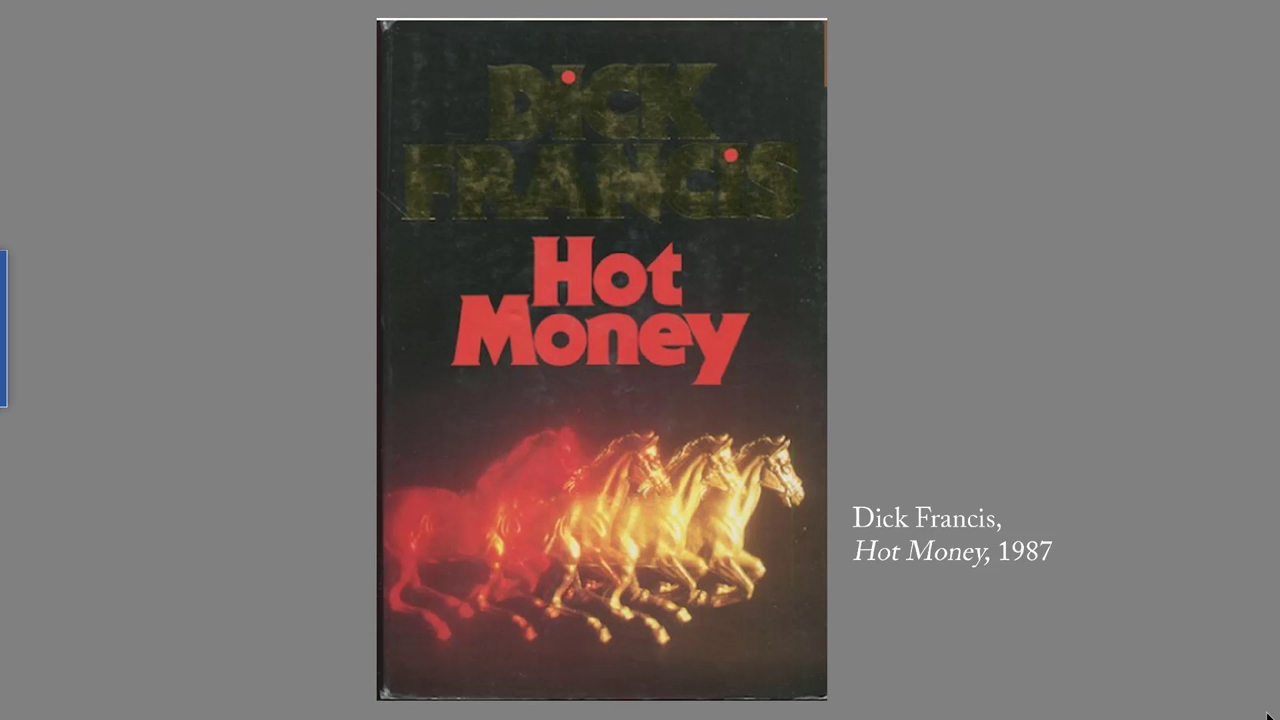 DiCK
FRANCiS
Hot
Money
Dick Francis,
Hot Money, 1987